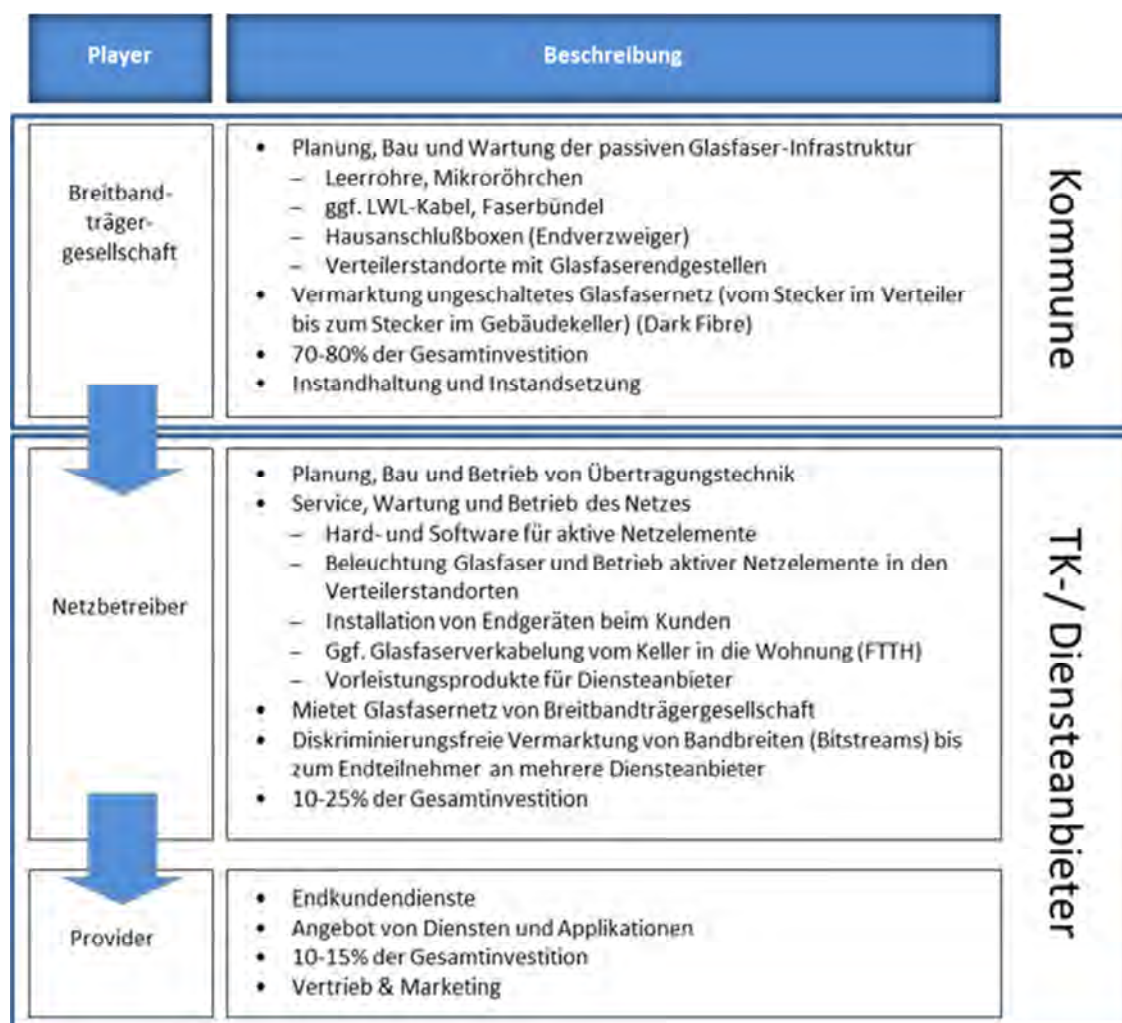 Player
Beschreibung
Breitband-
träger-
gesellschaft
• Planung, Bau und Wartung der passiven Glasfaser-Infrastruktur
– Leerrohre, Mikroröhrchen
– ggf. LWL-Kabel, Faserbündel
– Hausanschlußboxen (Endverzweiger)
– Verteilerstandorte mit Glasfaserendgestellen
• Vermarktung ungeschaltetes Glasfasernetz (vom Stecker im Verteiler
bis zum Stecker im Gebäudekeller) (Dark Fibre)
• 70-80% der Gesamtinvestition
• Instandhaltung und Instandsetzung
Kommune
Netzbetreiber
• Planung, Bau und Betrieb von Übertragungstechnik
• Service, Wartung und Betrieb des Netzes
– Hard- und Software für aktive Netzelemente
– Beleuchtung Glasfaser und Betrieb aktiver Netzelemente in den
Verteilerstandorten
– Installation von Endgeräten beim Kunden
– Ggf. Glasfaserverkabelung vom Keller in die Wohnung (FTTH)
– Vorleistungsprodukte für Diensteanbieter
• Mietet Glasfasernetz von Breitbandträgergesellschaft
• Diskriminierungsfreie Vermarktung von Bandbreiten (Bitstreams) bis
zum Endteilnehmer an mehrere Diensteanbieter
• 10-25% der Gesamtinvestition
Provider
• Endkundendienste
• Angebot von Diensten und Applikationen
• 10-15% der Gesamtinvestition
• Vertrieb & Marketing
TK-/ Diensteanbieter